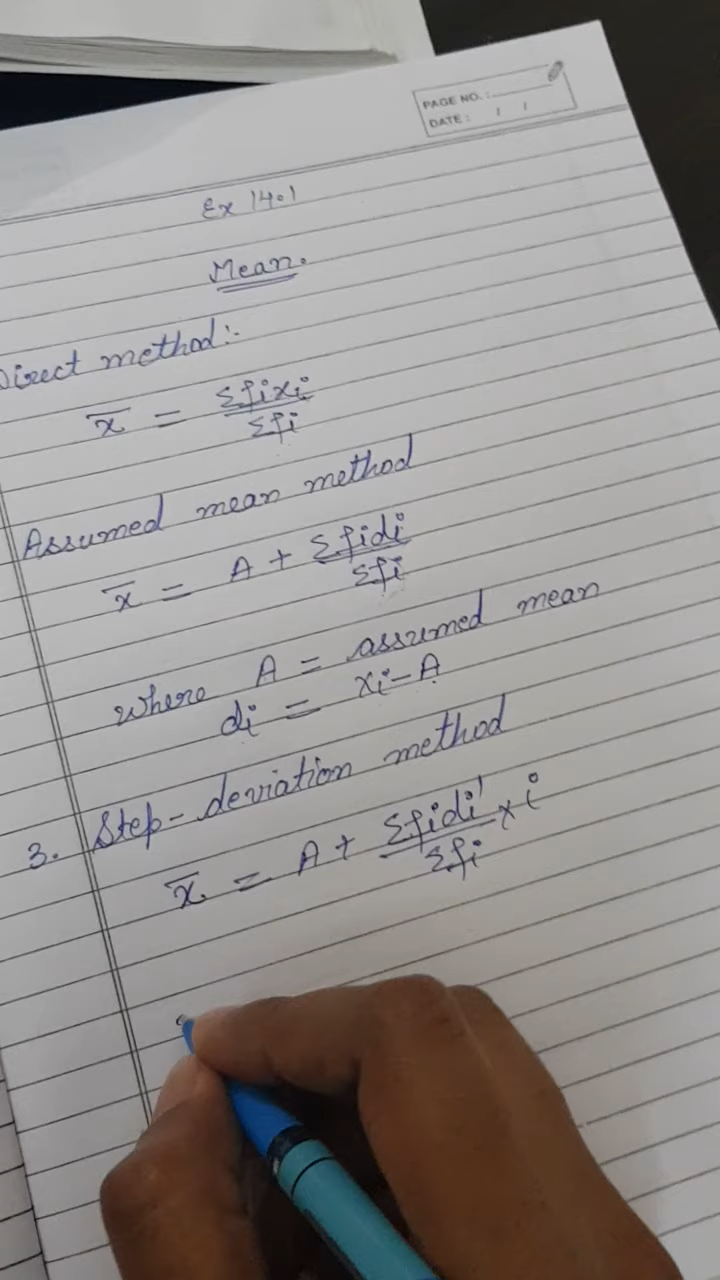 PAGE NO. :
DATE : / /
Ex 14.1
Mean.
Direct method:-
x̅ = Σfixi / Σfi
Assumed mean method
x̅ = A + Σfidi / Σfi
where A = assumed mean
di = xi - A
3. Step-deviation method
x̅ = A + Σfidi' / Σfi × i